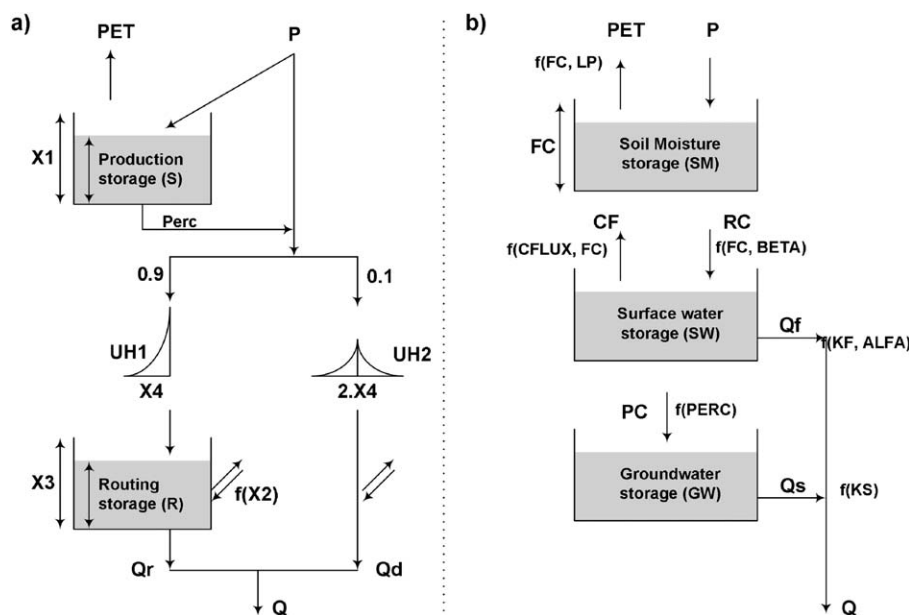 a)
PET
P
X1
Production
storage (S)
Perc
0.9
0.1
UH1
UH2
X4
2.X4
X3
Routing
storage (R)
f(X2)
Qr
Qd
Q
b)
PET
P
f(FC, LP)
FC
Soil Moisture
storage (SM)
CF
RC
f(CFLUX, FC)
f(FC, BETA)
Surface water
storage (SW)
Qf
f(KF, ALFA)
PC
f(PERC)
Groundwater
storage (GW)
Qs
f(KS)
Q